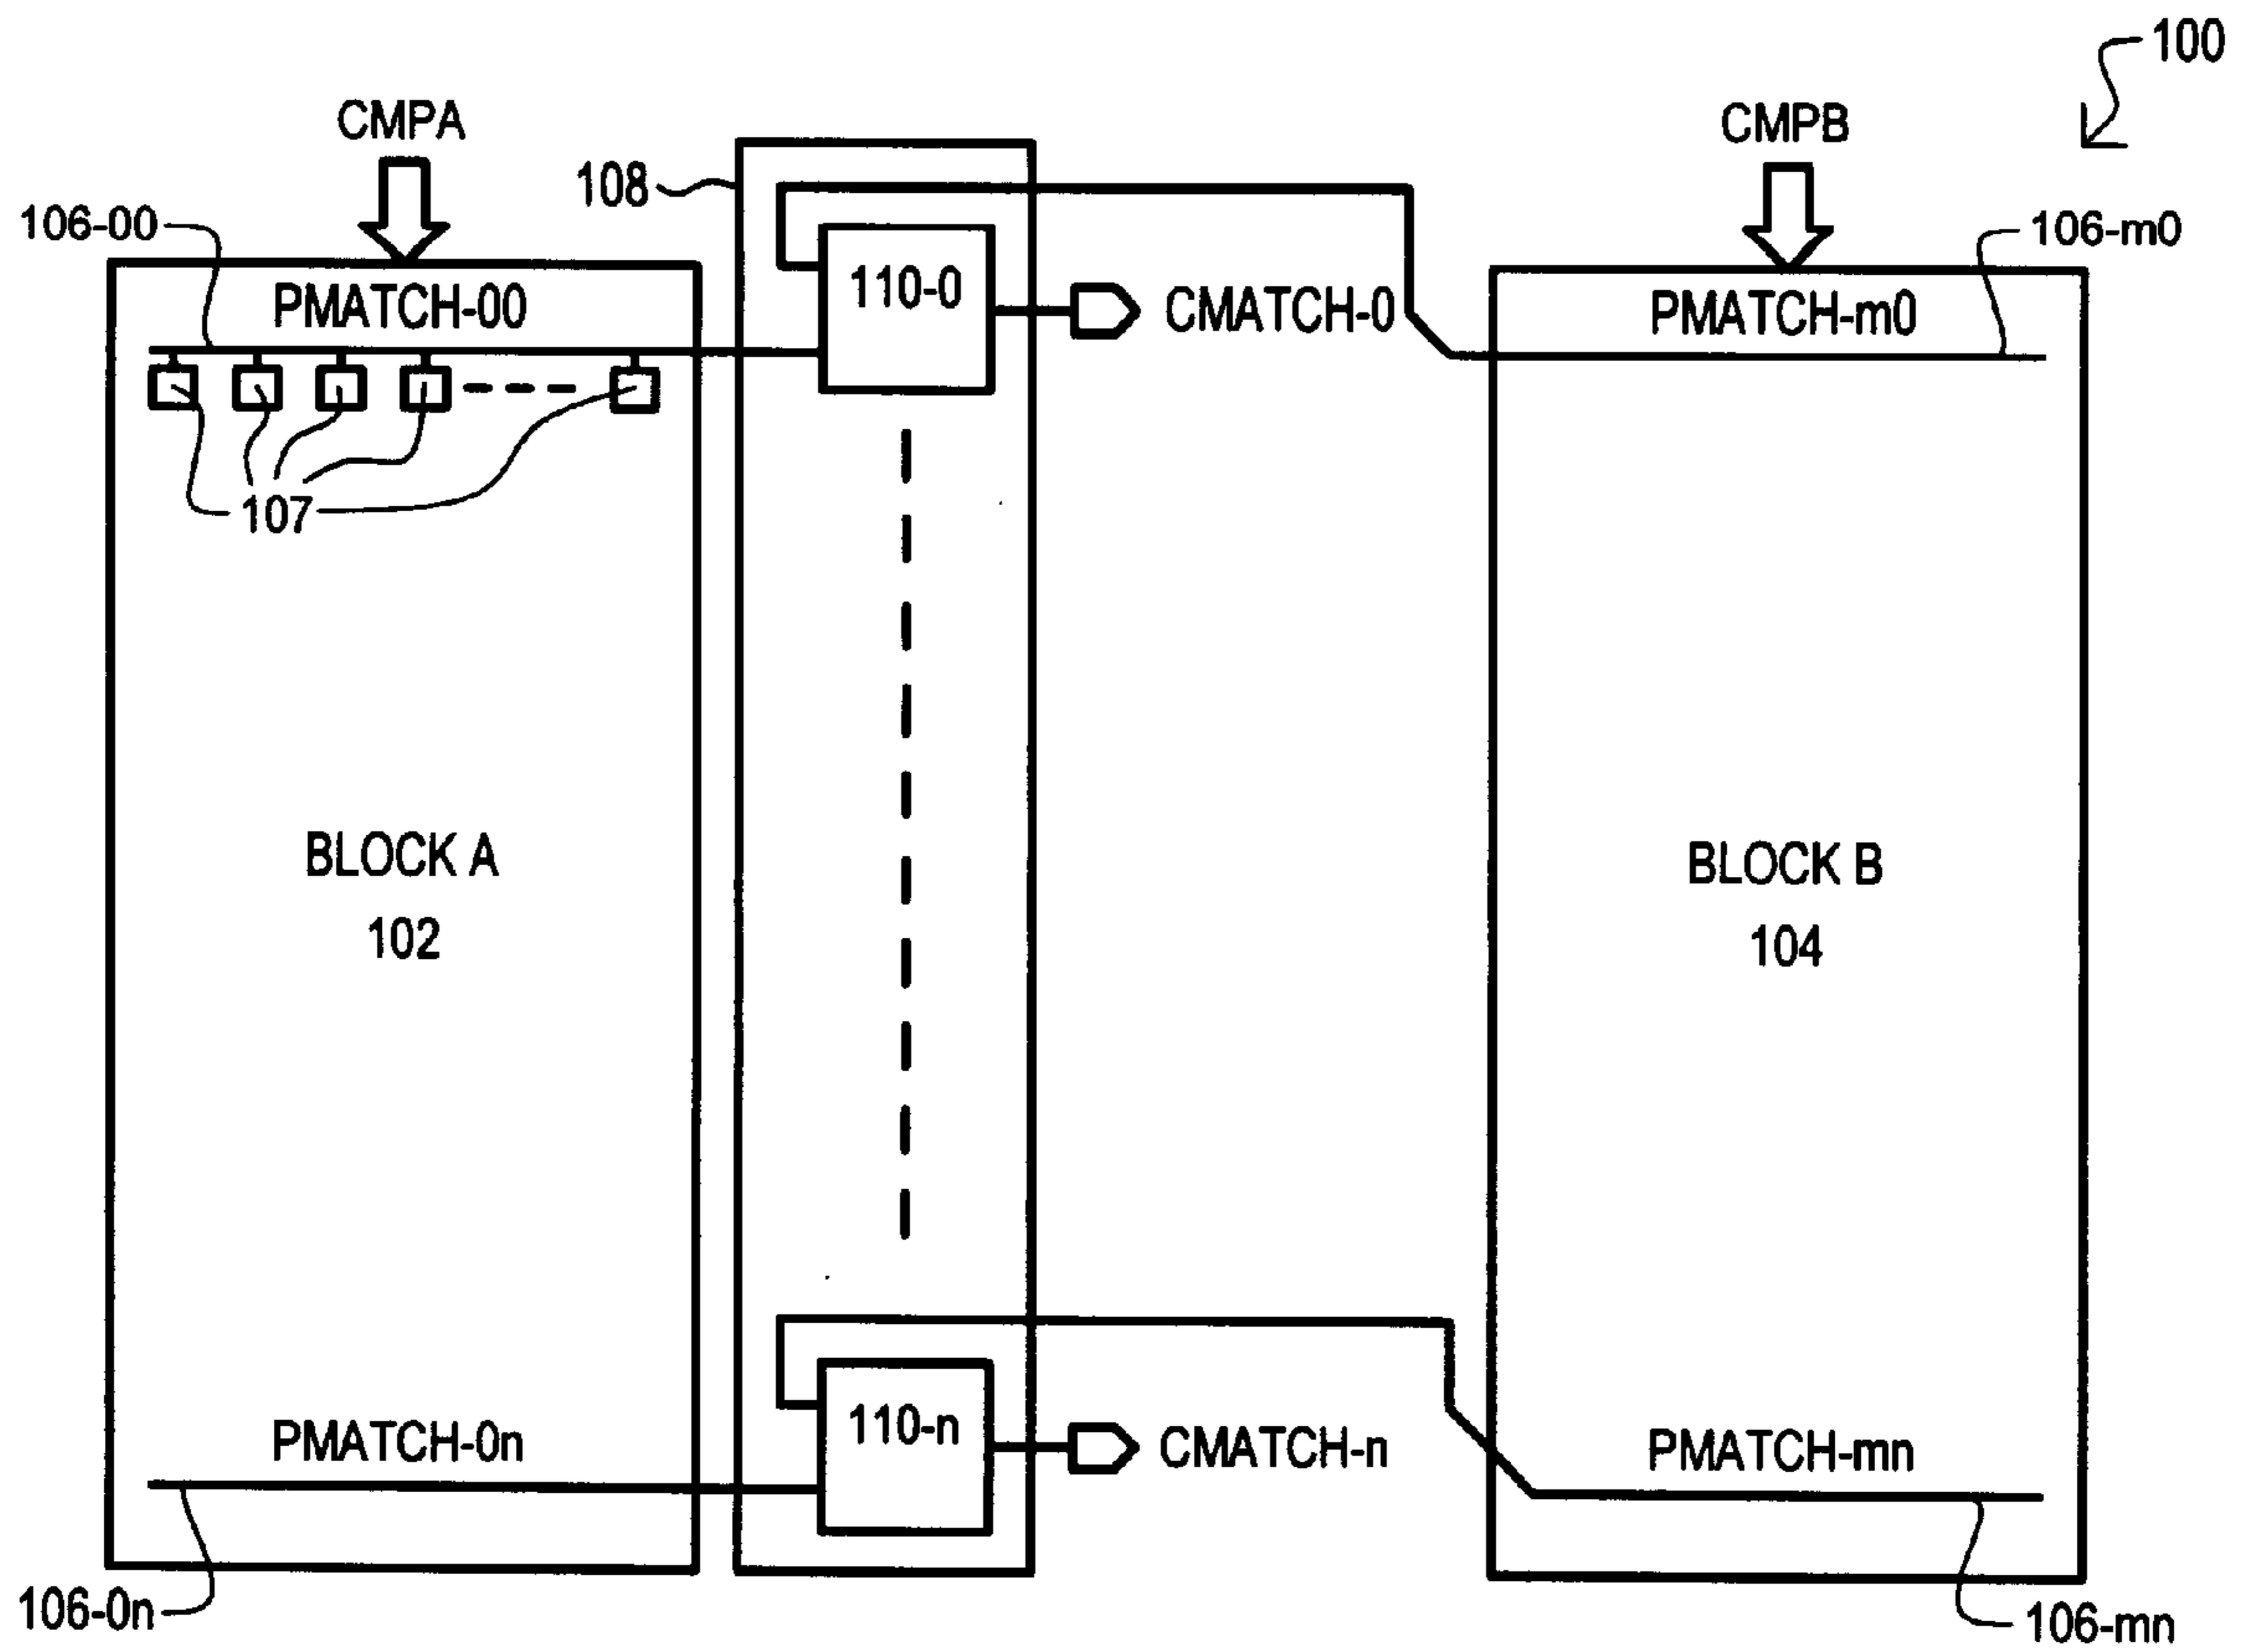 100
CMPA
CMPB
108
106-00
106-m0
PMATCH-00
110-0
CMATCH-0
PMATCH-m0
107
BLOCK A
102
BLOCK B
104
PMATCH-0n
110-n
CMATCH-n
PMATCH-mn
106-0n
106-mn